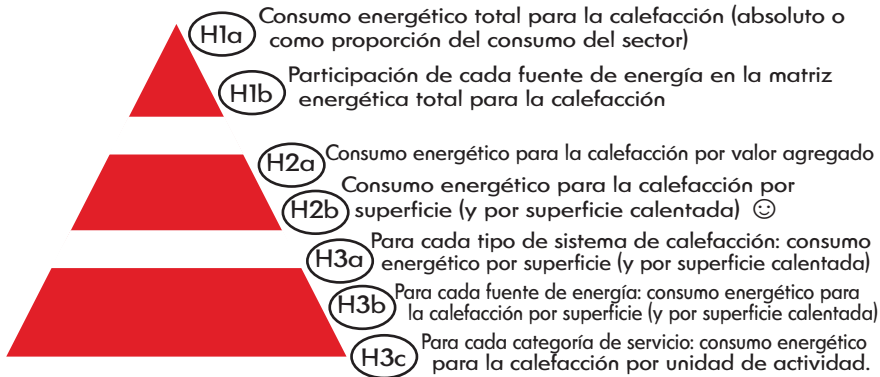 H1a Consumo energético total para la calefacción (absoluto o
como proporción del consumo del sector)
H1b Participación de cada fuente de energía en la matriz
energética total para la calefacción
H2a Consumo energético para la calefacción por valor agregado
H2b Consumo energético para la calefacción por
superficie (y por superficie calentada) ☺
H3a Para cada tipo de sistema de calefacción: consumo
energético por superficie (y por superficie calentada)
H3b Para cada fuente de energía: consumo energético para
la calefacción por superficie (y por superficie calentada)
H3c Para cada categoría de servicio: consumo energético
para la calefacción por unidad de actividad.